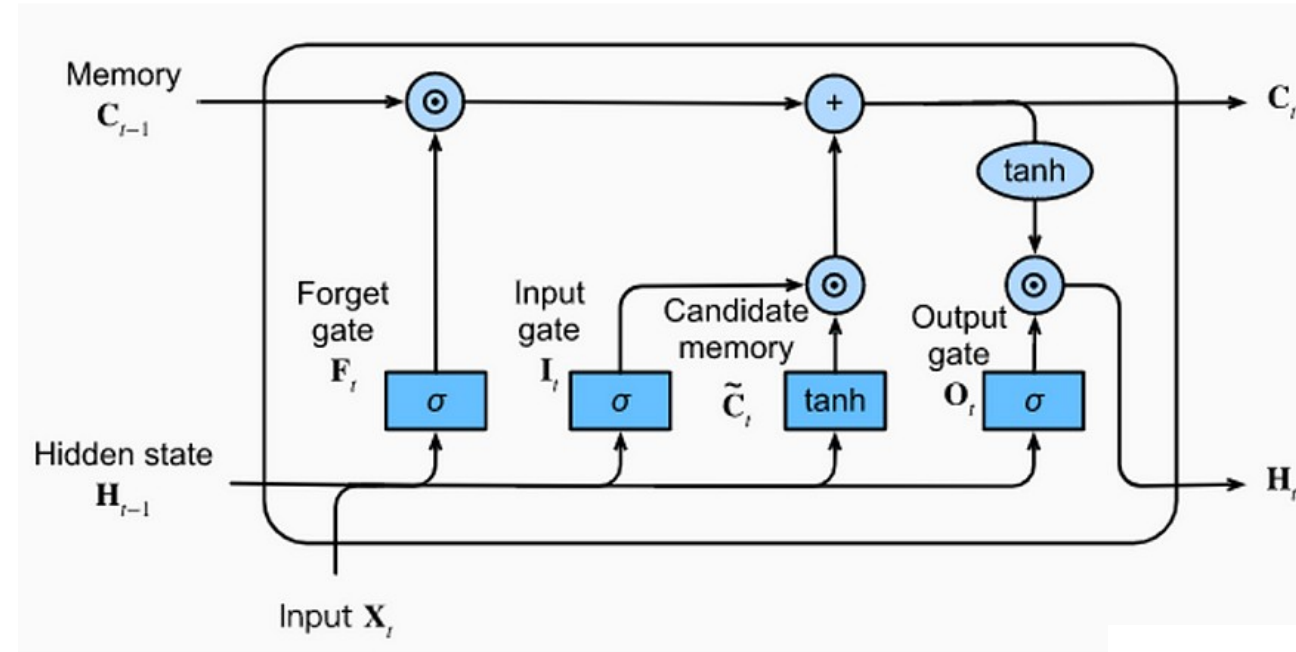 Memory
C_{t-1}
⊙
+
C_t
tanh
Forget
gate
F_t
Input
gate
I_t
Candidate
memory
C̃_t
⊙
Output
gate
O_t
⊙
σ
σ
tanh
σ
Hidden state
H_{t-1}
H_t
Input X_t